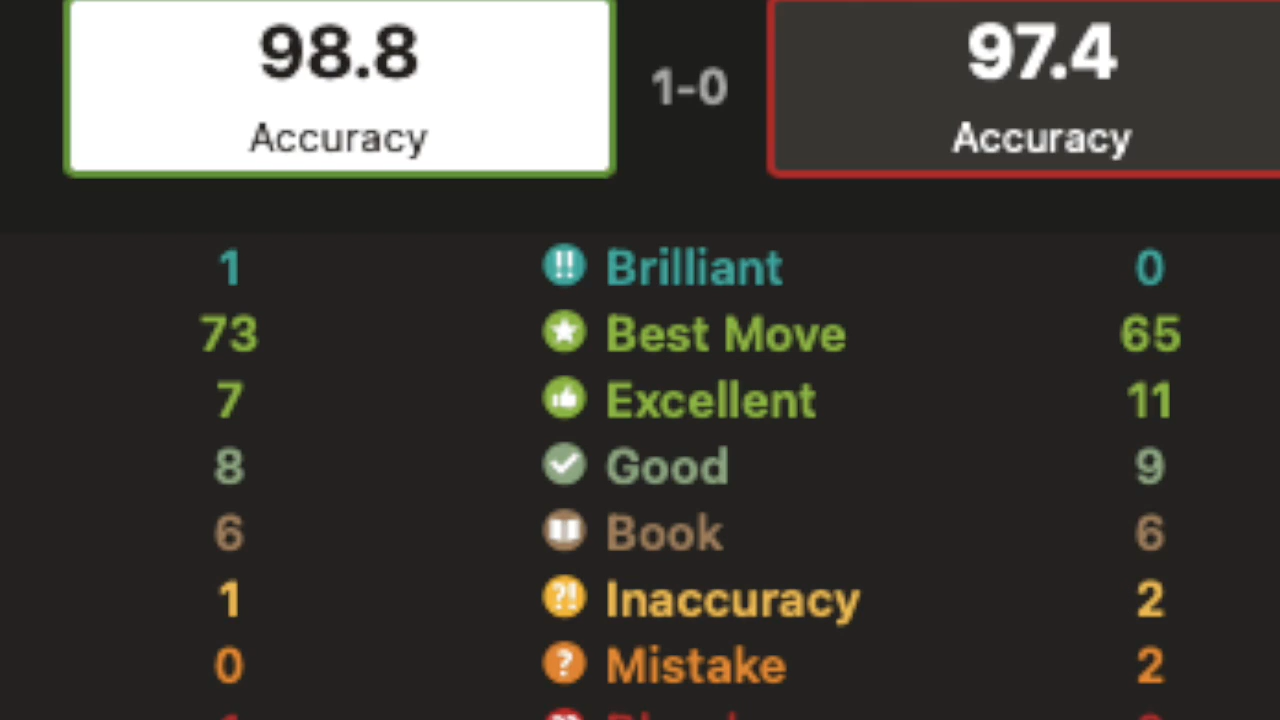 98.8 1-0 97.4
Accuracy Accuracy
1 !! Brilliant 0
73 Best Move 65
7 Excellent 11
8 Good 9
6 Book 6
1 ?! Inaccuracy 2
0 ? Mistake 2